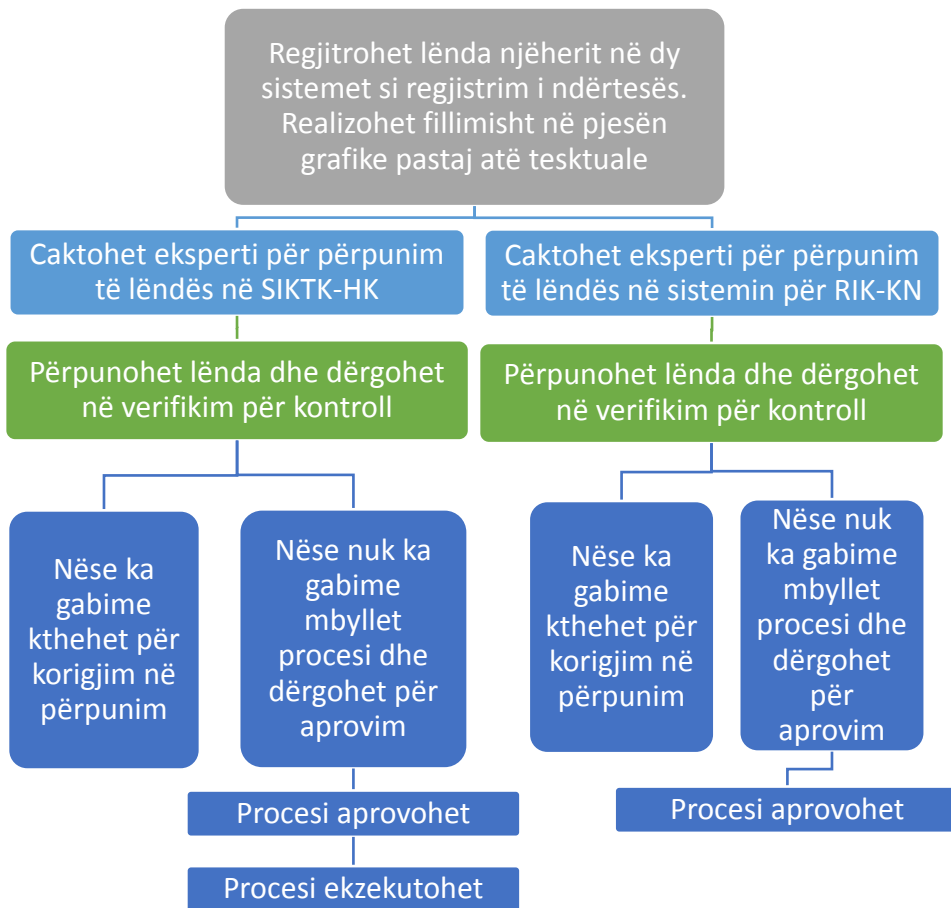 Regjitrohet lënda njëherit në dy
sistemet si regjistrim i ndërtesës.
Realizohet fillimisht në pjesën
grafike pastaj atë tesktuale
Caktohet eksperti për përpunim
të lëndës në SIKTK-HK
Caktohet eksperti për përpunim
të lëndës në sistemin për RIK-KN
Përpunohet lënda dhe dërgohet
në verifikim për kontroll
Përpunohet lënda dhe dërgohet
në verifikim për kontroll
Nëse ka
gabime
kthehet për
korigjim në
përpunim
Nëse nuk ka
gabime
mbyllet
procesi dhe
dërgohet për
aprovim
Nëse ka
gabime
kthehet për
korigjim në
përpunim
Nëse nuk
ka gabime
mbyllet
procesi dhe
dërgohet
për
aprovim
Procesi aprovohet
Procesi aprovohet
Procesi ekzekutohet